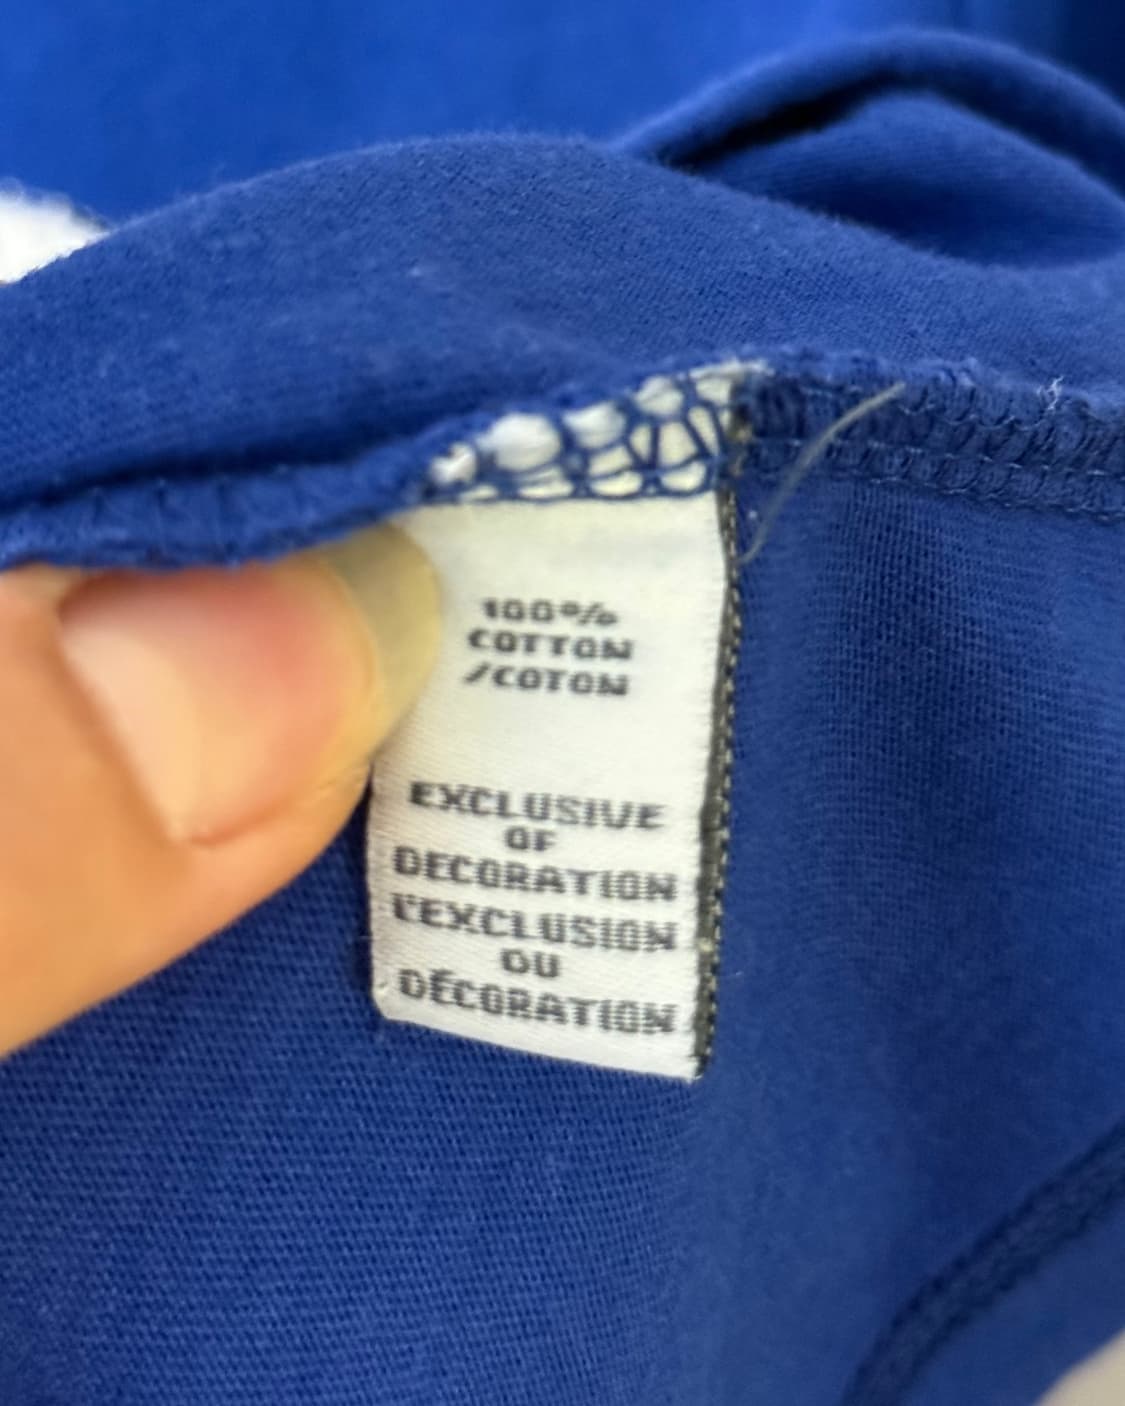 100%
COTTON
/COTON
EXCLUSIVE
OF
DECORATION
L'EXCLUSION
OU
DÉCORATION